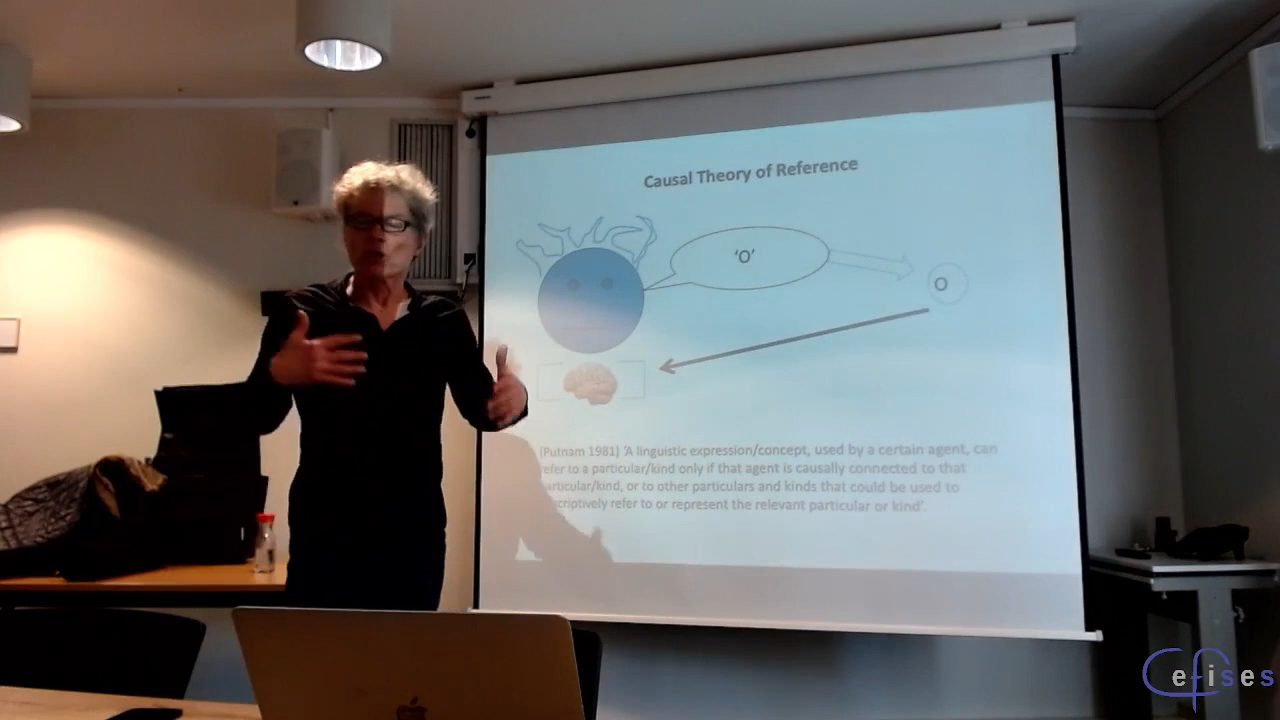 Causal Theory of Reference
'O'
O
(Putnam 1981) 'A linguistic expression/concept, used by a certain agent, can
refer to a particular/kind only if that agent is causally connected to that
particular/kind, or to other particulars and kinds that could be used to
descriptively refer to or represent the relevant particular or kind'.
Cefises